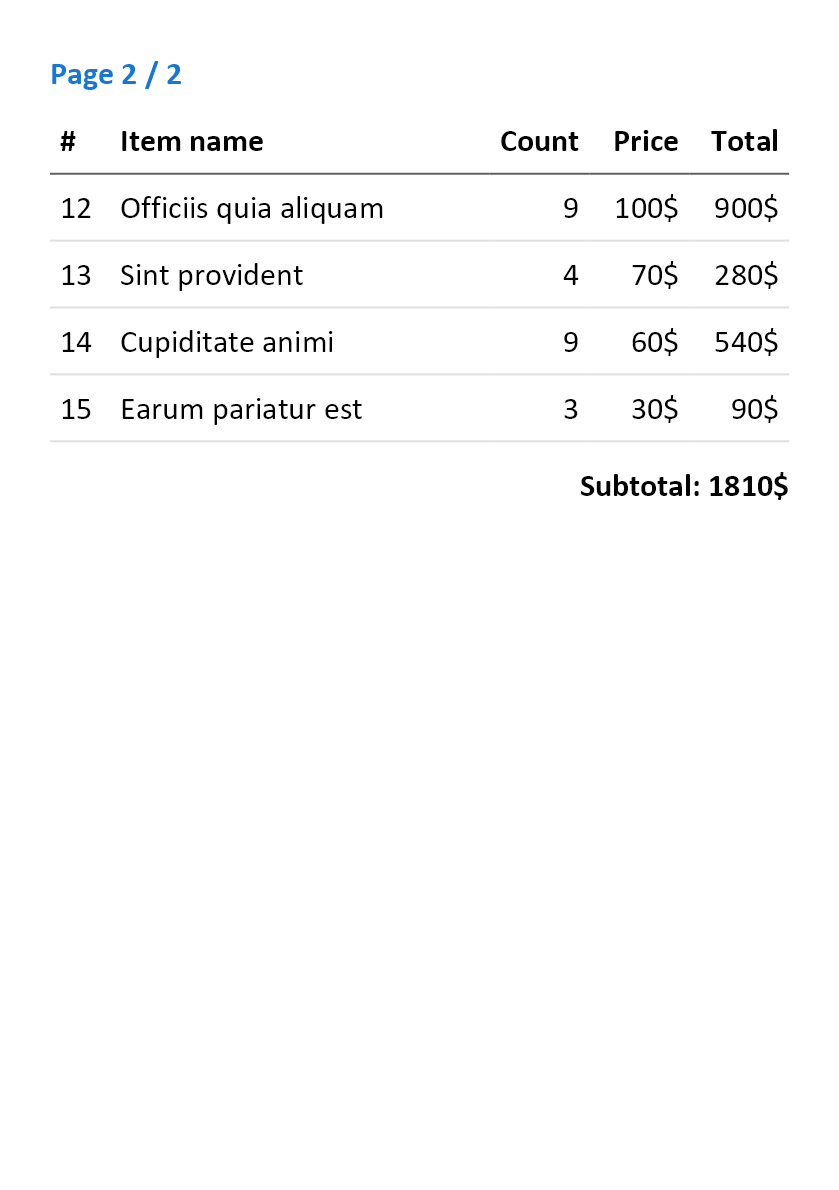 Page 2 / 2
# Item name Count Price Total
12 Officiis quia aliquam 9 100$ 900$
13 Sint provident 4 70$ 280$
14 Cupiditate animi 9 60$ 540$
15 Earum pariatur est 3 30$ 90$
Subtotal: 1810$